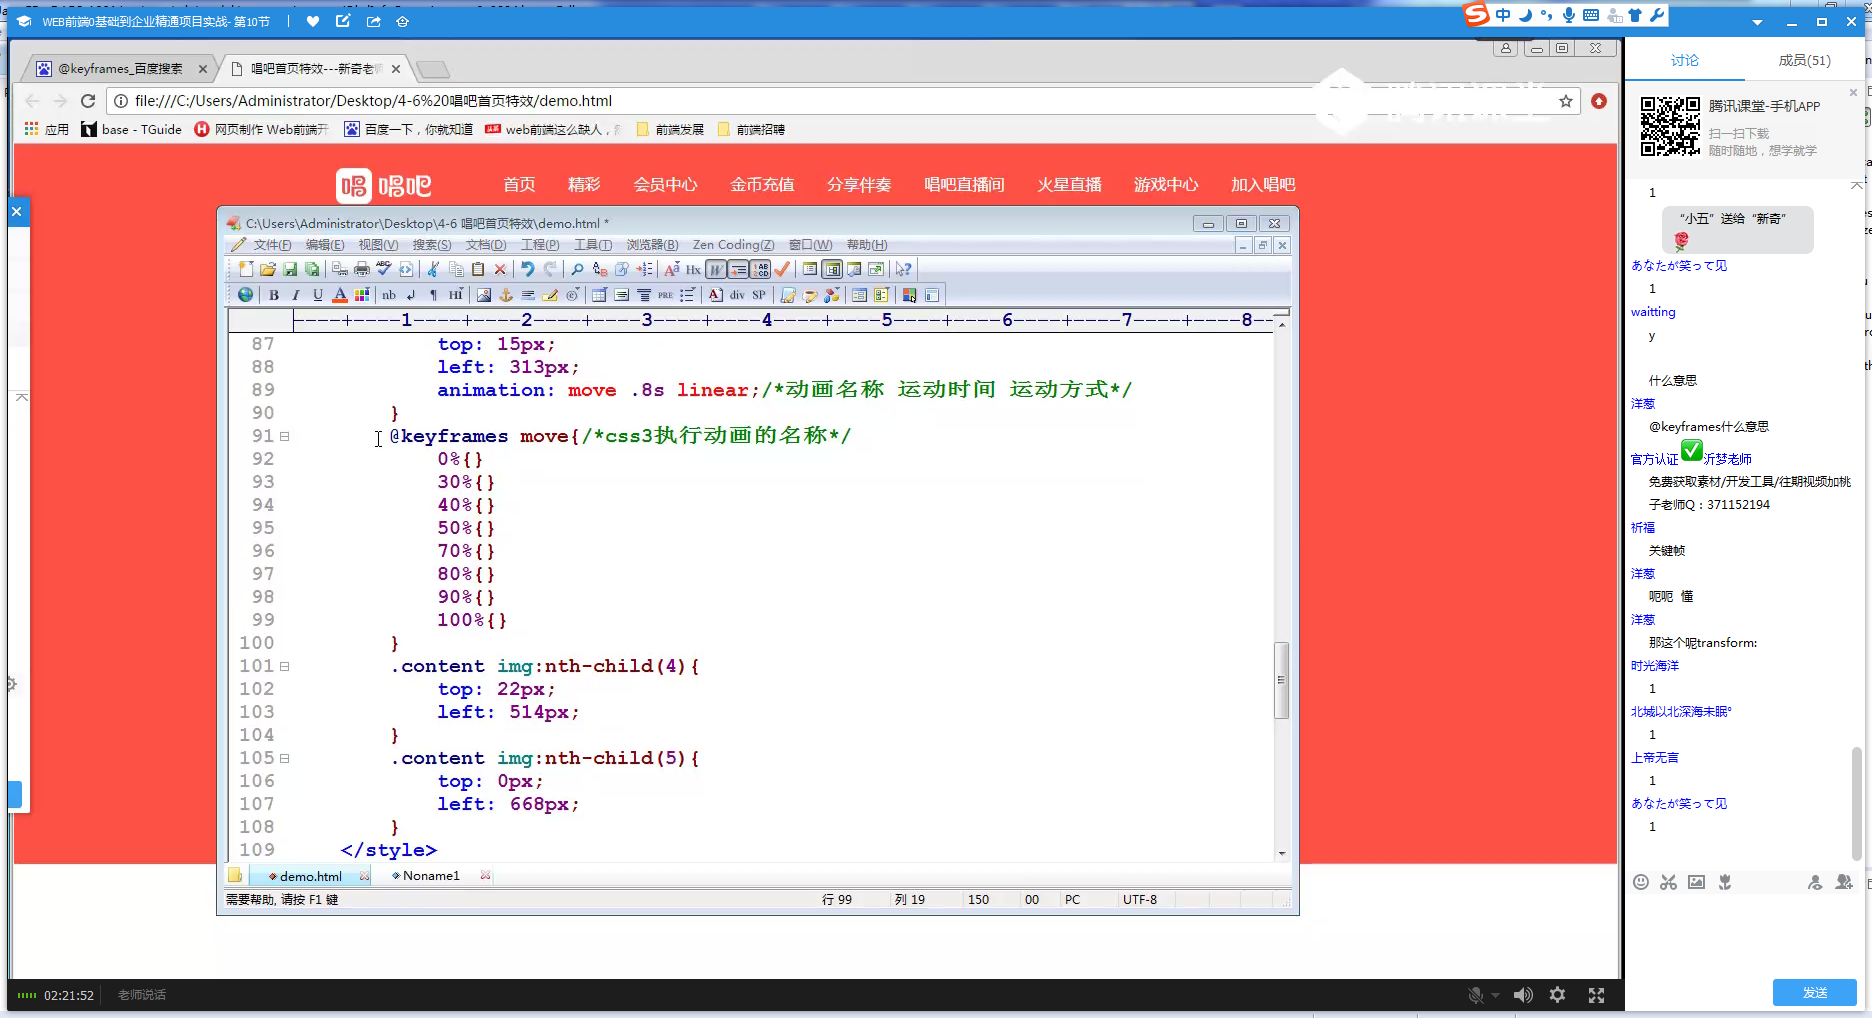 WEB前端0基础到企业精通项目实战- 第10节
中
@keyframes_百度搜索
唱吧首页特效---新奇老师
file:///C:/Users/Administrator/Desktop/4-6%20唱吧首页特效/demo.html
应用
base - TGuide
网页制作 Web前端开
百度一下，你就知道
web前端这么缺人，
前端发展
前端招聘
唱吧
首页
精彩
会员中心
金币充值
分享伴奏
唱吧直播间
火星直播
游戏中心
加入唱吧
C:\Users\Administrator\Desktop\4-6 唱吧首页特效\demo.html *
文件(F) 编辑(E) 视图(V) 搜索(S) 文档(D) 工程(P) 工具(T) 浏览器(B) Zen Coding(Z) 窗口(W) 帮助(H)
----+----1----+----2----+----3----+----4----+----5----+----6----+----7----+----8--
87 top: 15px;
88 left: 313px;
89 animation: move .8s linear;/*动画名称 运动时间 运动方式*/
90 }
91 @keyframes move{/*css3执行动画的名称*/
92 0%{}
93 30%{}
94 40%{}
95 50%{}
96 70%{}
97 80%{}
98 90%{}
99 100%{}
100 }
101 .content img:nth-child(4){
102 top: 22px;
103 left: 514px;
104 }
105 .content img:nth-child(5){
106 top: 0px;
107 left: 668px;
108 }
109 </style>
demo.html
Noname1
需要帮助, 请按 F1 键
行 99
列 19
150
00
PC
UTF-8
02:21:52
老师说话
讨论
成员(51)
腾讯课堂-手机APP
扫一扫下载
随时随地，想学就学
1
“小五”送给“新奇”
あなたが笑って见
1
waitting
y
什么意思
洋葱
@keyframes什么意思
官方认证 沂梦老师
免费获取素材/开发工具/往期视频加桃
子老师Q：371152194
祈福
关键帧
洋葱
呃呃 懂
洋葱
那这个呢transform:
时光海洋
1
北城以北深海未眠°
1
上帝无言
1
あなたが笑って见
1
发送